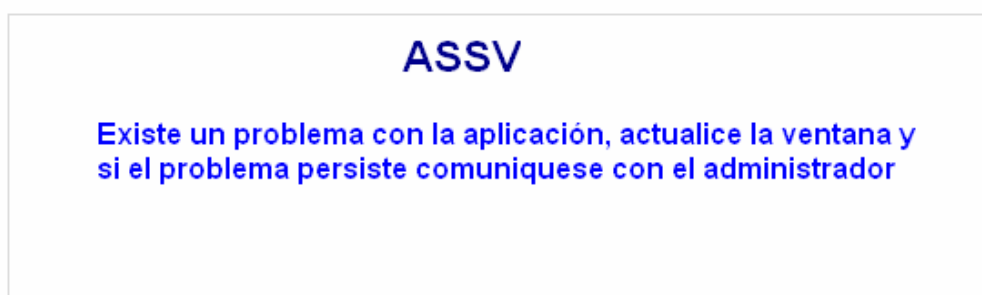 ASSV
Existe un problema con la aplicación, actualice la ventana y
si el problema persiste comuniquese con el administrador